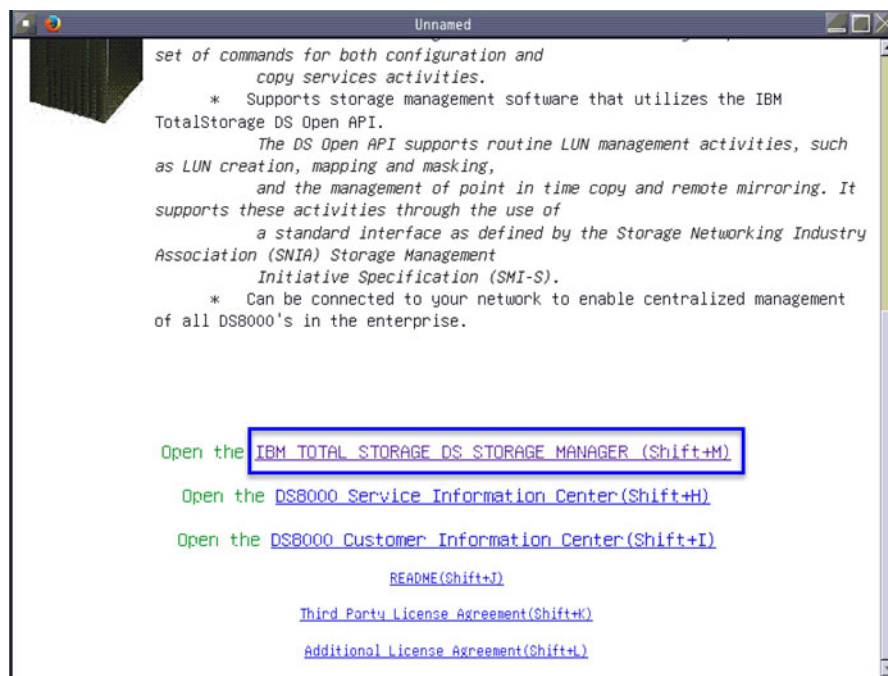 Unnamed
set of commands for both configuration and
copy services activities.
* Supports storage management software that utilizes the IBM
TotalStorage DS Open API.
The DS Open API supports routine LUN management activities, such
as LUN creation, mapping and masking,
and the management of point in time copy and remote mirroring. It
supports these activities through the use of
a standard interface as defined by the Storage Networking Industry
Association (SNIA) Storage Management
Initiative Specification (SMI-S).
* Can be connected to your network to enable centralized management
of all DS8000's in the enterprise.
Open the IBM TOTAL STORAGE DS STORAGE MANAGER (Shift+M)
Open the DS8000 Service Information Center(Shift+H)
Open the DS8000 Customer Information Center(Shift+I)
README(Shift+J)
Third Party License Agreement(Shift+K)
Additional License Agreement(Shift+L)